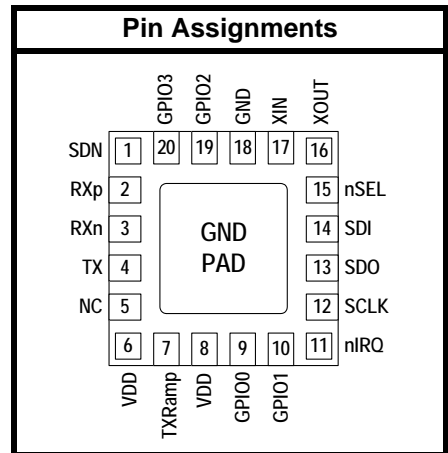 Pin Assignments
GPIO3
GPIO2
GND
XIN
XOUT
SDN 1 20 19 18 17 16
RXp 2 15 nSEL
RXn 3 GND 14 SDI
TX 4 PAD 13 SDO
NC 5 12 SCLK
6 7 8 9 10 11 nIRQ
VDD
TXRamp
VDD
GPIO0
GPIO1